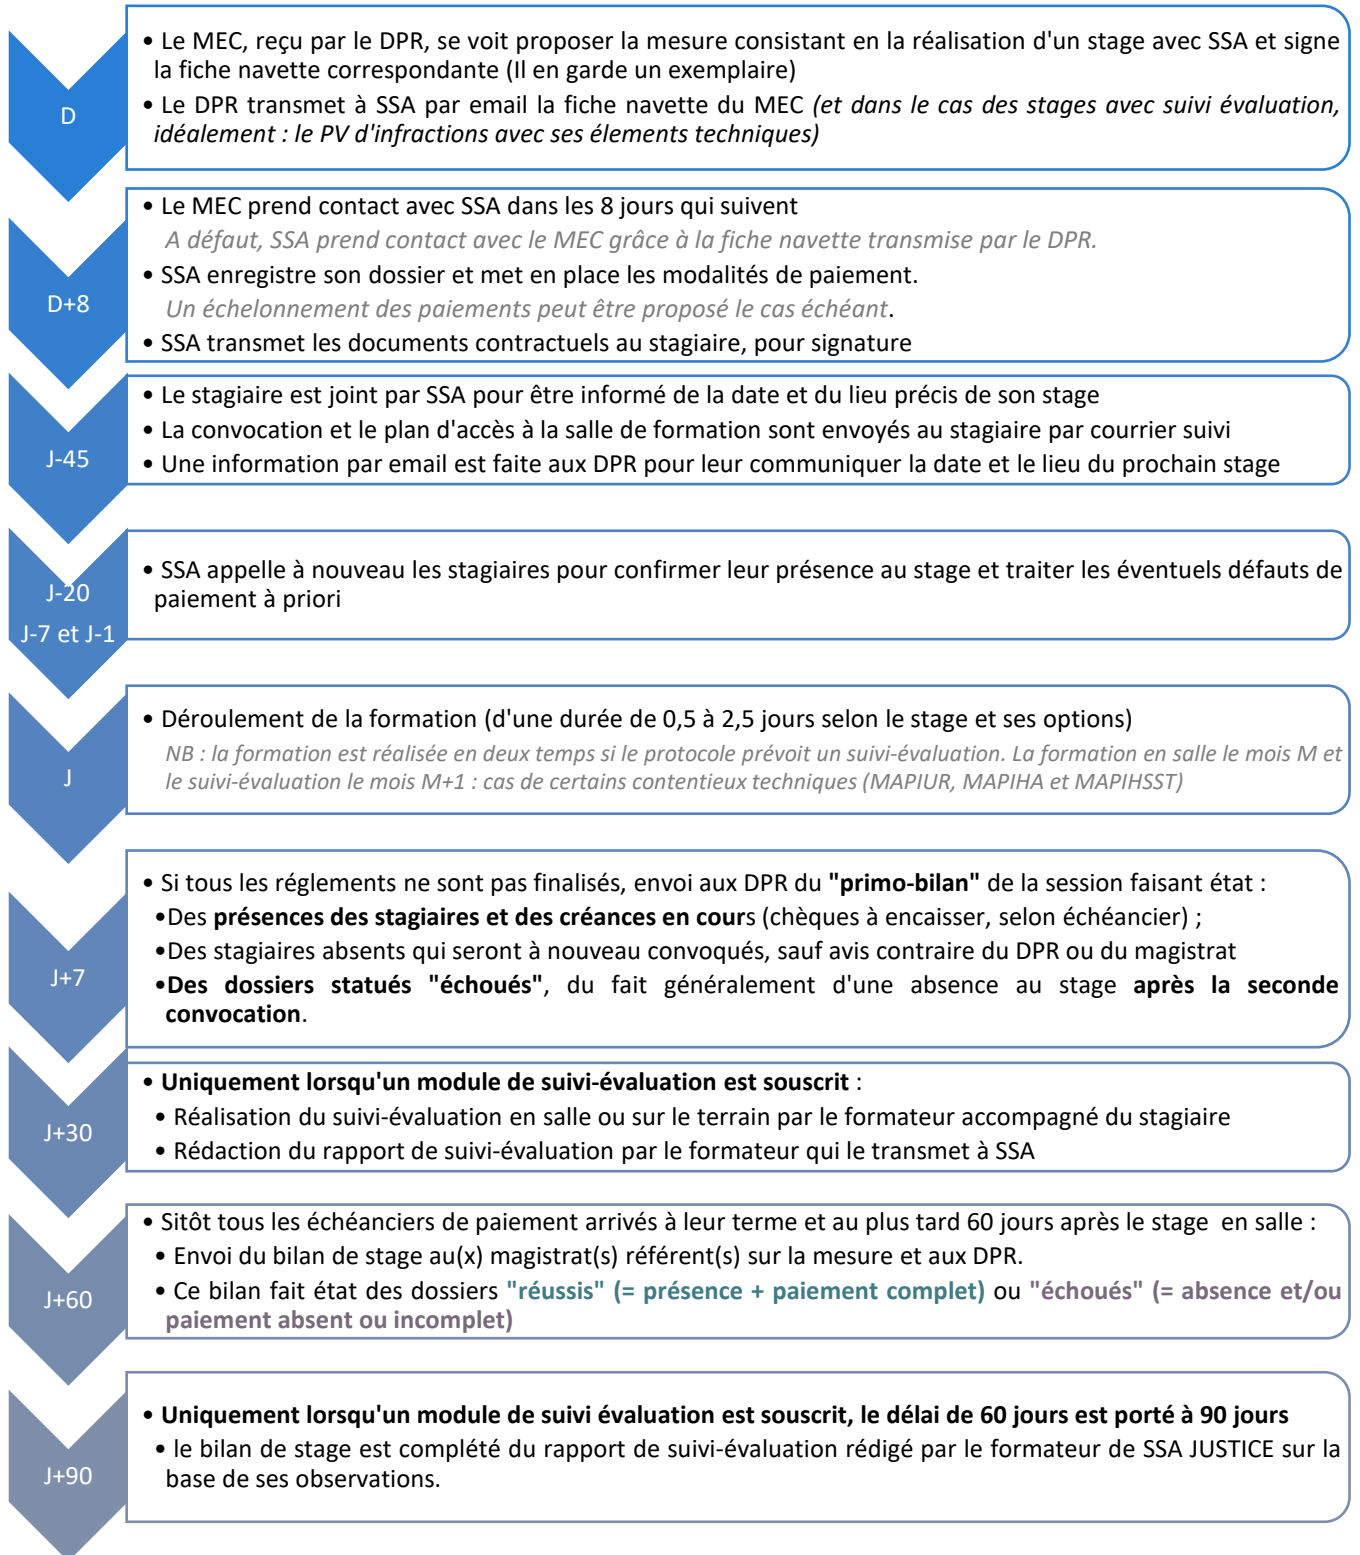 D
• Le MEC, reçu par le DPR, se voit proposer la mesure consistant en la réalisation d'un stage avec SSA et signe
la fiche navette correspondante (Il en garde un exemplaire)
• Le DPR transmet à SSA par email la fiche navette du MEC (et dans le cas des stages avec suivi évaluation,
idéalement : le PV d'infractions avec ses élements techniques)
D+8
• Le MEC prend contact avec SSA dans les 8 jours qui suivent
A défaut, SSA prend contact avec le MEC grâce à la fiche navette transmise par le DPR.
• SSA enregistre son dossier et met en place les modalités de paiement.
Un échelonnement des paiements peut être proposé le cas échéant.
• SSA transmet les documents contractuels au stagiaire, pour signature
J-45
• Le stagiaire est joint par SSA pour être informé de la date et du lieu précis de son stage
• La convocation et le plan d'accès à la salle de formation sont envoyés au stagiaire par courrier suivi
• Une information par email est faite aux DPR pour leur communiquer la date et le lieu du prochain stage
J-20
J-7 et J-1
• SSA appelle à nouveau les stagiaires pour confirmer leur présence au stage et traiter les éventuels défauts de
paiement à priori
J
• Déroulement de la formation (d'une durée de 0,5 à 2,5 jours selon le stage et ses options)
NB : la formation est réalisée en deux temps si le protocole prévoit un suivi-évaluation. La formation en salle le mois M et
le suivi-évaluation le mois M+1 : cas de certains contentieux techniques (MAPIUR, MAPIHA et MAPIHSST)
J+7
• Si tous les réglements ne sont pas finalisés, envoi aux DPR du "primo-bilan" de la session faisant état :
•Des présences des stagiaires et des créances en cours (chèques à encaisser, selon échéancier) ;
•Des stagiaires absents qui seront à nouveau convoqués, sauf avis contraire du DPR ou du magistrat
•Des dossiers statués "échoués", du fait généralement d'une absence au stage après la seconde
convocation.
J+30
• Uniquement lorsqu'un module de suivi-évaluation est souscrit :
• Réalisation du suivi-évaluation en salle ou sur le terrain par le formateur accompagné du stagiaire
• Rédaction du rapport de suivi-évaluation par le formateur qui le transmet à SSA
J+60
• Sitôt tous les échéanciers de paiement arrivés à leur terme et au plus tard 60 jours après le stage en salle :
• Envoi du bilan de stage au(x) magistrat(s) référent(s) sur la mesure et aux DPR.
• Ce bilan fait état des dossiers "réussis" (= présence + paiement complet) ou "échoués" (= absence et/ou
paiement absent ou incomplet)
J+90
• Uniquement lorsqu'un module de suivi évaluation est souscrit, le délai de 60 jours est porté à 90 jours
• le bilan de stage est complété du rapport de suivi-évaluation rédigé par le formateur de SSA JUSTICE sur la
base de ses observations.